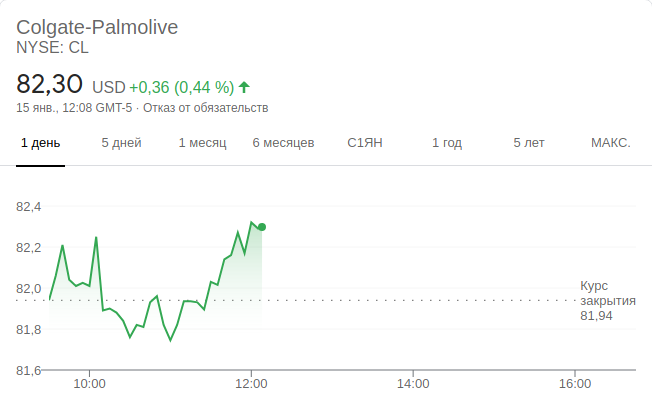 Colgate-Palmolive
NYSE: CL
82,30 USD +0,36 (0,44 %)
15 янв., 12:08 GMT-5 · Отказ от обязательств
1 день 5 дней 1 месяц 6 месяцев С1ЯН 1 год 5 лет МАКС.
82,4
82,2
82,0
81,8
81,6
Курс
закрытия
81,94
10:00 12:00 14:00 16:00